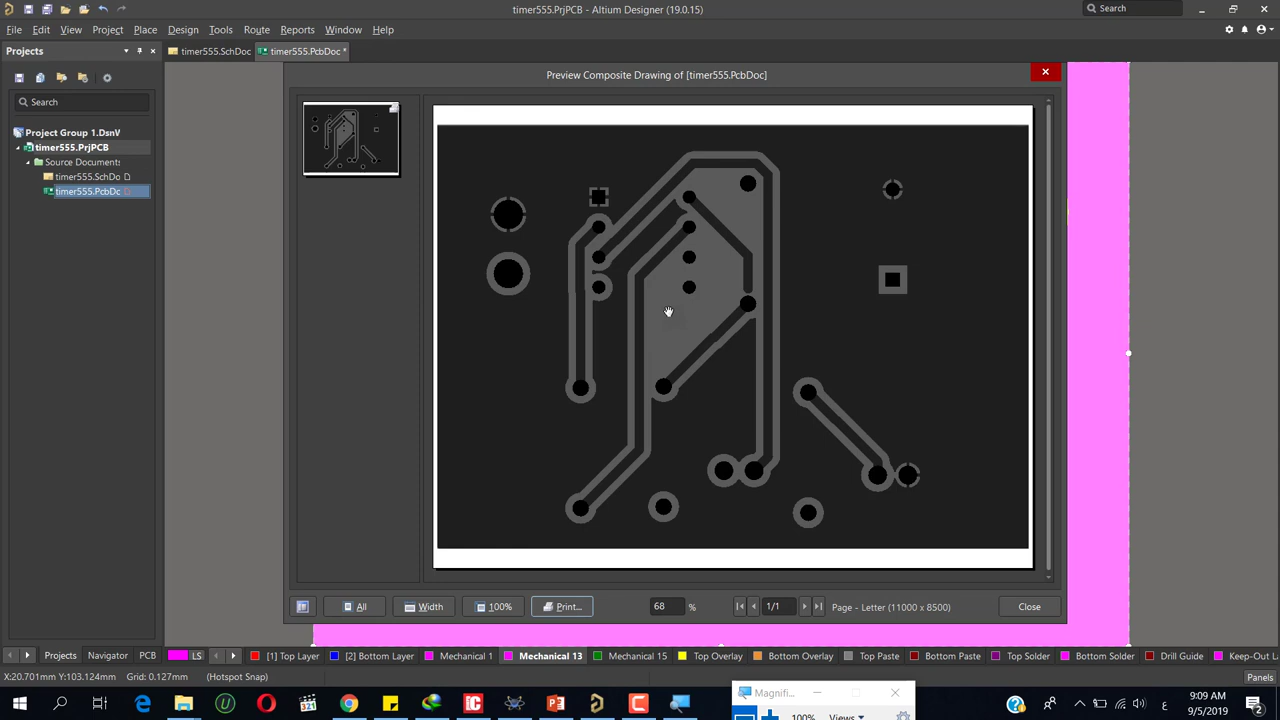 timer555.PrjPCB - Altium Designer (19.0.15)
Search
File Edit View Project Place Design Tools Route Reports Window Help
Projects
timer555.SchDoc
timer555.PcbDoc *
Preview Composite Drawing of [timer555.PcbDoc]
Search
Project Group 1.DsnV
timer555.PrjPCB
Source Documents
timer555.SchDo
timer555.PcbDoc
All
Width
100%
Print...
68 %
1/1
Page - Letter (11000 x 8500)
Close
Projects Navigator PCB
LS
[1] Top Layer
[2] Bottom Layer
Mechanical 1
Mechanical 13
Mechanical 15
Top Overlay
Bottom Overlay
Top Paste
Bottom Paste
Top Solder
Bottom Solder
Drill Guide
Keep-Out La
X:20.701mm Y:103.124mm Grid: 0.127mm (Hotspot Snap)
Panels
Magnifi...
100%
Views
9:09 AM
9/5/2019